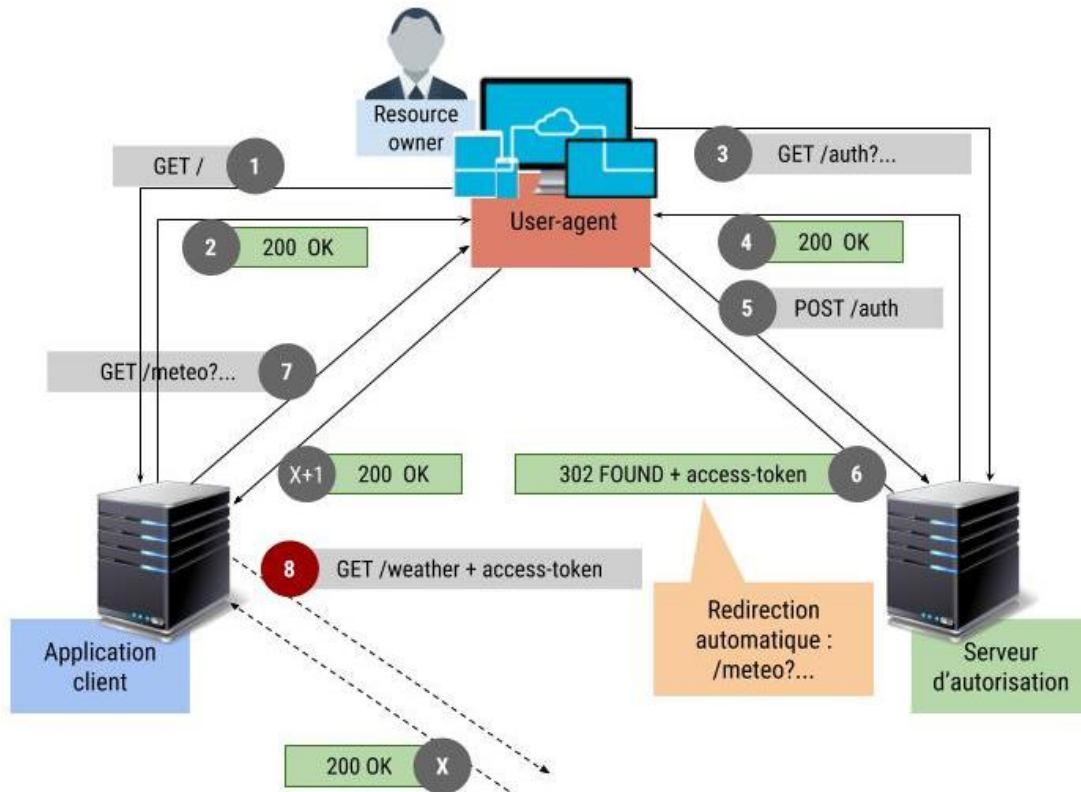 Resource
owner
GET /
1
3
GET /auth?...
User-agent
2
200 OK
4
200 OK
5
POST /auth
GET /meteo?...
7
X+1
200 OK
302 FOUND + access-token
6
8
GET /weather + access-token
Redirection
automatique :
/meteo?...
Application
client
Serveur
d'autorisation
200 OK
X